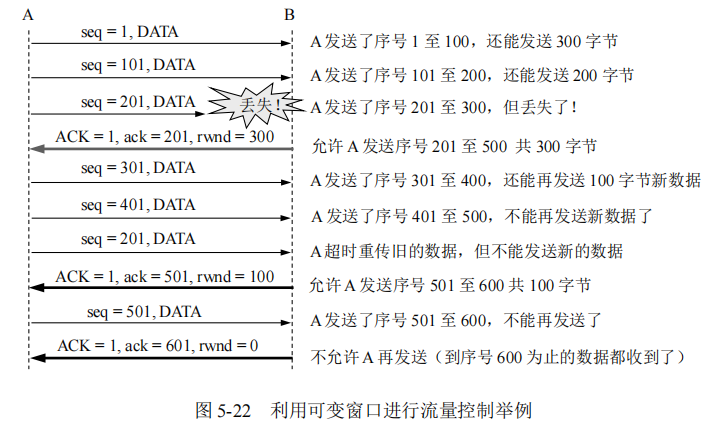 A B
seq = 1, DATA A发送了序号1 至 100，还能发送 300 字节
seq = 101, DATA A发送了序号 101 至 200，还能发送 200 字节
seq = 201, DATA 丢失！ A发送了序号 201 至 300，但丢失了！
ACK = 1, ack = 201, rwnd = 300 允许 A 发送序号 201 至 500 共 300 字节
seq = 301, DATA A发送了序号 301 至 400，还能再发送 100 字节新数据
seq = 401, DATA A发送了序号 401 至 500，不能再发送新数据了
seq = 201, DATA A超时重传旧的数据，但不能发送新的数据
ACK = 1, ack = 501, rwnd = 100 允许 A 发送序号 501 至 600 共 100 字节
seq = 501, DATA A发送了序号 501 至 600，不能再发送了
ACK = 1, ack = 601, rwnd = 0 不允许 A 再发送（到序号 600 为止的数据都收到了）
图 5-22 利用可变窗口进行流量控制举例